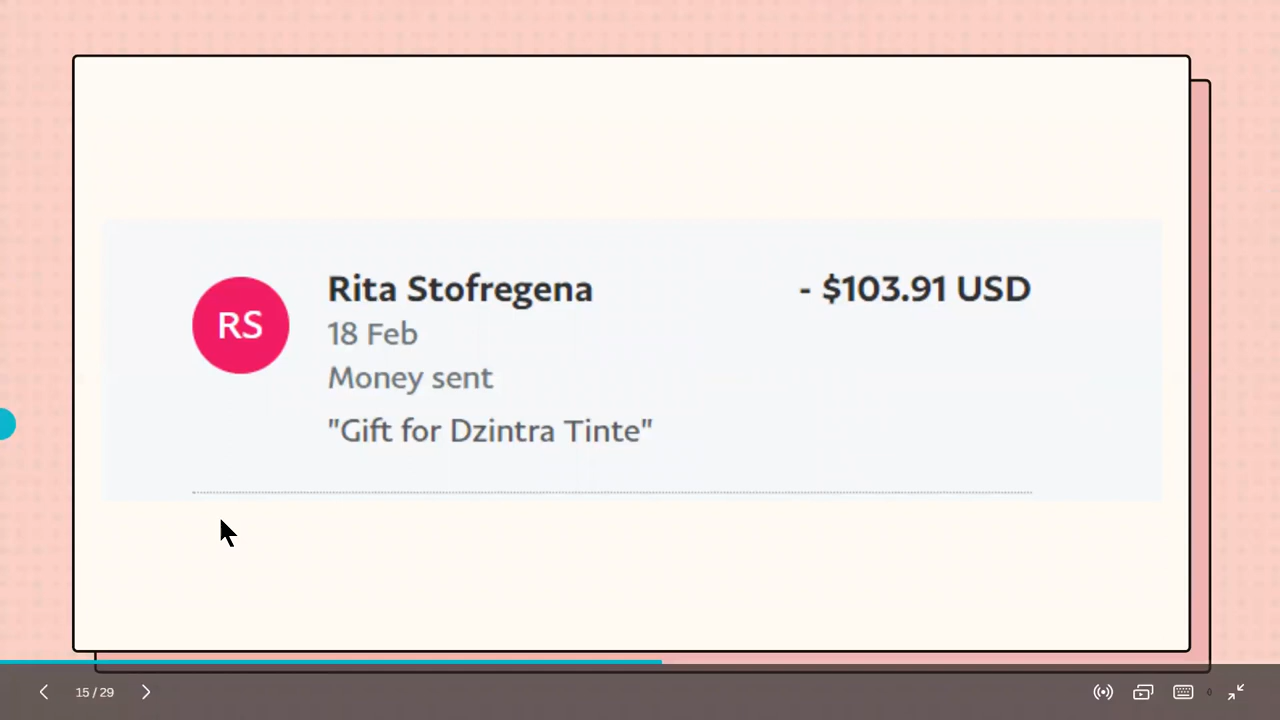 RS
Rita Stofregena
- $103.91 USD
18 Feb
Money sent
"Gift for Dzintra Tinte"
15 / 29